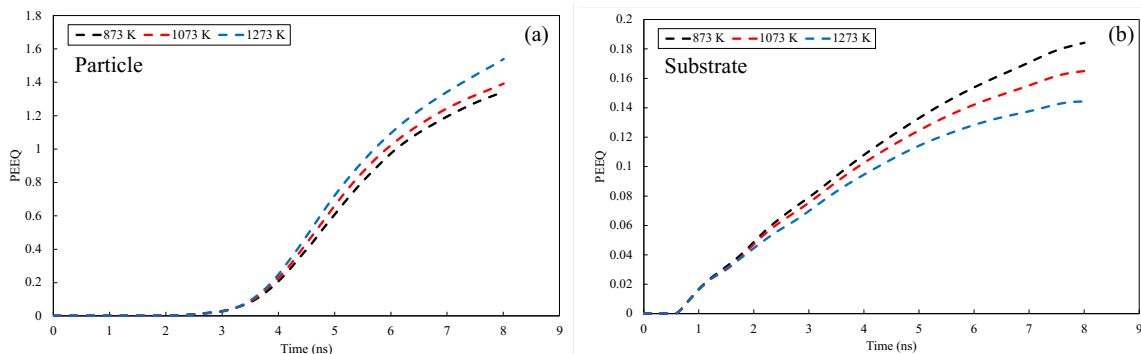 1.8
1.6
1.4
1.2
1
0.8
0.6
0.4
0.2
0
PEEQ
873 K 1073 K 1273 K
(a)
Particle
0 1 2 3 4 5 6 7 8 9
Time (ns)
0.2
0.18
0.16
0.14
0.12
0.1
0.08
0.06
0.04
0.02
0
PEEQ
873 K 1073 K 1273 K
(b)
Substrate
0 1 2 3 4 5 6 7 8 9
Time (ns)